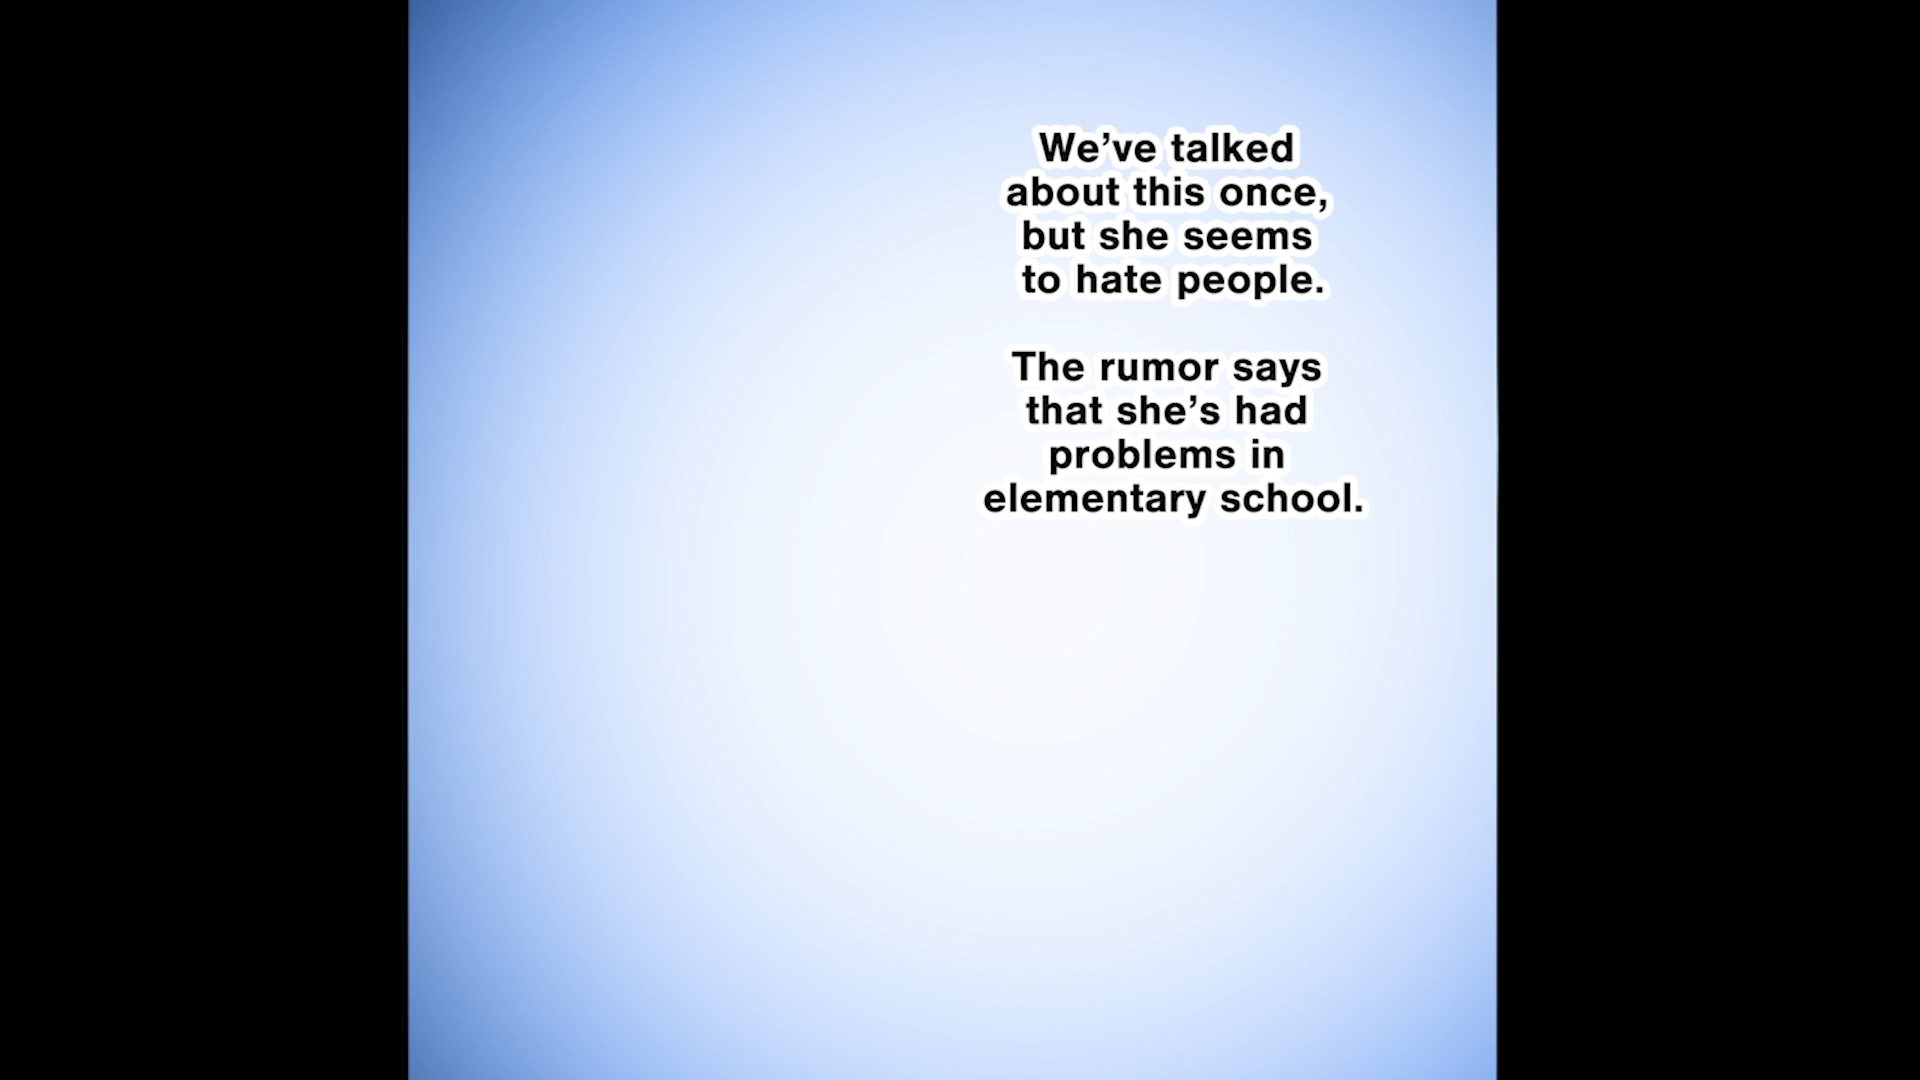 We’ve talked
about this once,
but she seems
to hate people.
The rumor says
that she’s had
problems in
elementary school.